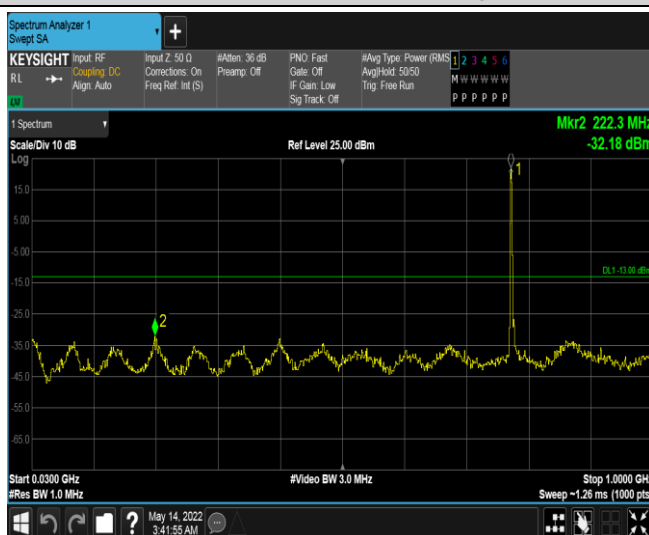 Spectrum Analyzer 1
Swept SA
+
KEYSIGHT
RL
Input: RF
Coupling: DC
Align: Auto
Input Z: 50 Ω
Corrections: On
Freq Ref: Int (S)
#Atten: 36 dB
Preamp: Off
PNO: Fast
Gate: Off
IF Gain: Low
Sig Track: Off
#Avg Type: Power (RMS
Avg|Hold: 50/50
Trig: Free Run
1 2 3 4 5 6
M W W W W W
P P P P P P
1 Spectrum
Mkr2 222.3 MHz
-32.18 dBm
Scale/Div 10 dB
Ref Level 25.00 dBm
Log
1
15.0
5.00
-5.00
DL1 -13.00 dBm
-15.0
-25.0
2
-35.0
-45.0
-55.0
-65.0
Start 0.0300 GHz
#Video BW 3.0 MHz
Stop 1.0000 GHz
#Res BW 1.0 MHz
Sweep ~1.26 ms (1000 pts
?
May 14, 2022
3:41:55 AM